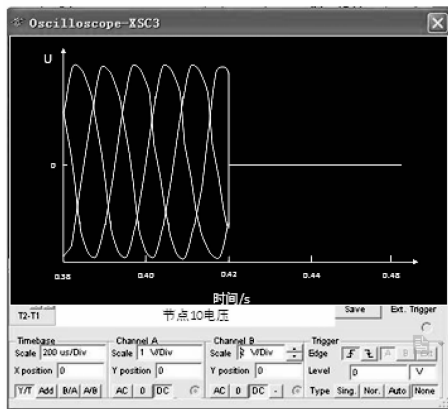 Oscilloscope-XSC3
U
0
0.38 0.40 0.42 0.44 0.48
时间/s
T2-T1 节点10电压 Save Ext. Trigger
Timebase Channel A Channel B Trigger
Scale 200 us/Div Scale 1 V/Div Scale V/Div Edge A B
X position 0 Y position 0 Y position 0 Level 0 V
Y/T Add B/A A/B AC 0 DC AC 0 DC - Type Sing. Nor. Auto None